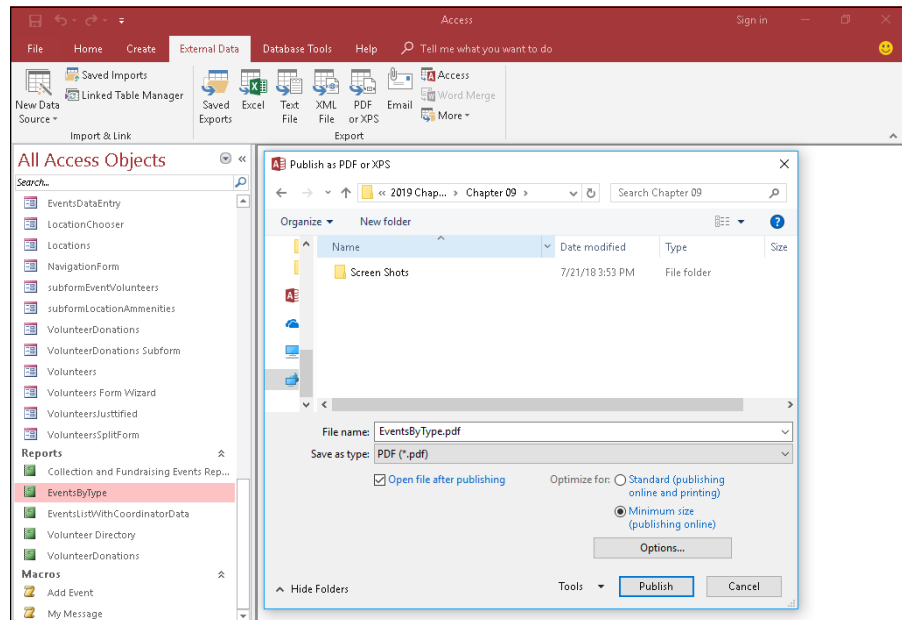 Access
Sign in
File Home Create External Data Database Tools Help Tell me what you want to do
New Data Source
Saved Imports
Linked Table Manager
Import & Link
Saved Exports
Excel
Text File
XML File
PDF or XPS
Email
Access
Word Merge
More
Export
All Access Objects
Search...
EventsDataEntry
LocationChooser
Locations
NavigationForm
subformEventVolunteers
subformLocationAmmenities
VolunteerDonations
VolunteerDonations Subform
Volunteers
Volunteers Form Wizard
VolunteersJusttified
VolunteersSplitForm
Reports
Collection and Fundraising Events Rep...
EventsByType
EventsListWithCoordinatorData
Volunteer Directory
VolunteerDonations
Macros
Add Event
My Message
Publish as PDF or XPS
« 2019 Chap... › Chapter 09 ›
Search Chapter 09
Organize New folder
Name Date modified Type Size
Screen Shots 7/21/18 3:53 PM File folder
File name: EventsByType.pdf
Save as type: PDF (*.pdf)
Open file after publishing
Optimize for: Standard (publishing
online and printing)
Minimum size
(publishing online)
Options...
Hide Folders
Tools Publish Cancel